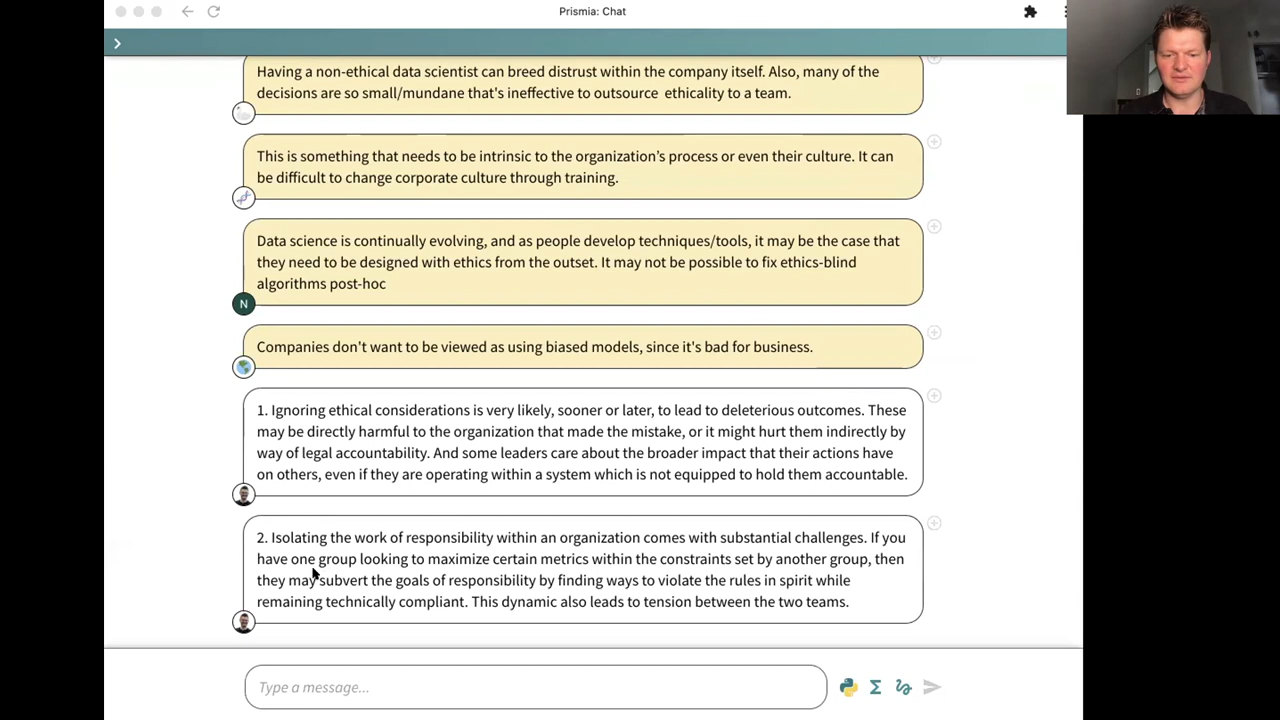 Prismia: Chat
Having a non-ethical data scientist can breed distrust within the company itself. Also, many of the
decisions are so small/mundane that's ineffective to outsource ethicality to a team.
This is something that needs to be intrinsic to the organization's process or even their culture. It can
be difficult to change corporate culture through training.
Data science is continually evolving, and as people develop techniques/tools, it may be the case that
they need to be designed with ethics from the outset. It may not be possible to fix ethics-blind
algorithms post-hoc
N
Companies don't want to be viewed as using biased models, since it's bad for business.
1. Ignoring ethical considerations is very likely, sooner or later, to lead to deleterious outcomes. These
may be directly harmful to the organization that made the mistake, or it might hurt them indirectly by
way of legal accountability. And some leaders care about the broader impact that their actions have
on others, even if they are operating within a system which is not equipped to hold them accountable.
2. Isolating the work of responsibility within an organization comes with substantial challenges. If you
have one group looking to maximize certain metrics within the constraints set by another group, then
they may subvert the goals of responsibility by finding ways to violate the rules in spirit while
remaining technically compliant. This dynamic also leads to tension between the two teams.
Type a message...